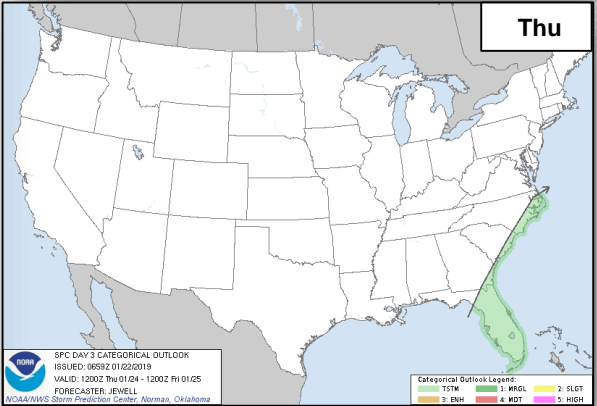 Thu
SPC DAY 3 CATEGORICAL OUTLOOK
ISSUED: 0659Z 01/22/2019
VALID: 1200Z Thu 01/24 - 1200Z Fri 01/25
FORECASTER: JEWELL
NOAA/NWS Storm Prediction Center, Norman, Oklahoma
NOAA
Categorical Outlook Legend:
TSTM 1: MRGL 2: SLGT
3: ENH 4: MDT 5: HIGH